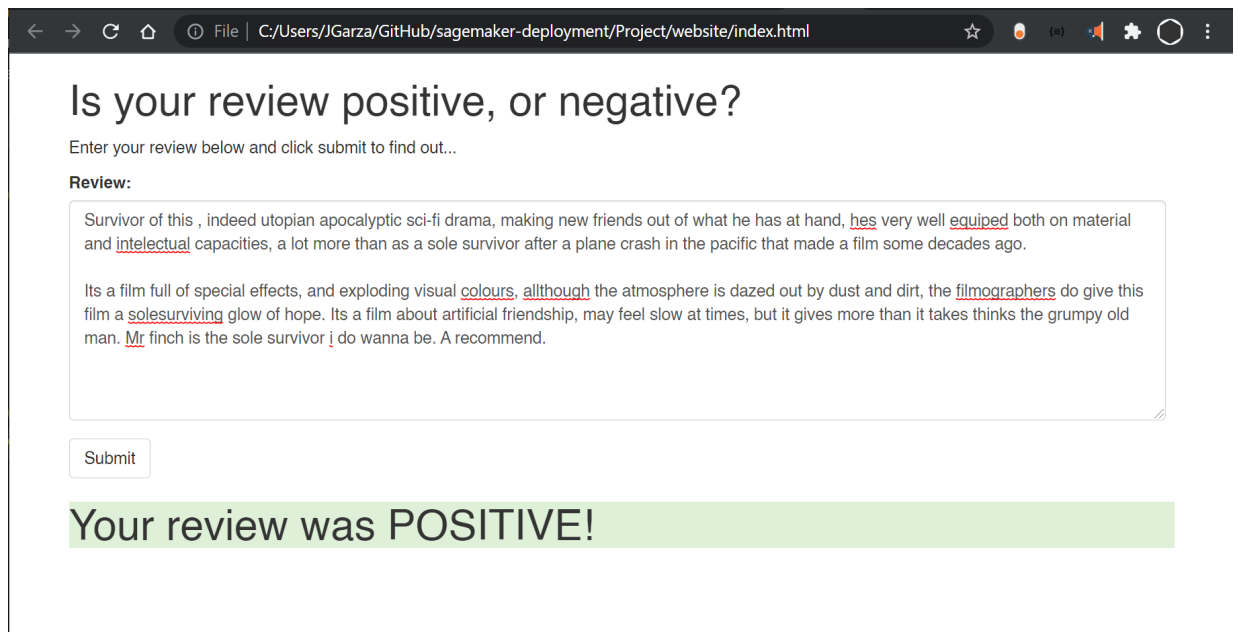 File | C:/Users/JGarza/GitHub/sagemaker-deployment/Project/website/index.html
Is your review positive, or negative?
Enter your review below and click submit to find out...
Review:
Survivor of this , indeed utopian apocalyptic sci-fi drama, making new friends out of what he has at hand, hes very well equiped both on material
and intelectual capacities, a lot more than as a sole survivor after a plane crash in the pacific that made a film some decades ago.
Its a film full of special effects, and exploding visual colours, allthough the atmosphere is dazed out by dust and dirt, the filmographers do give this
film a solesurviving glow of hope. Its a film about artificial friendship, may feel slow at times, but it gives more than it takes thinks the grumpy old
man. Mr finch is the sole survivor i do wanna be. A recommend.
Submit
Your review was POSITIVE!